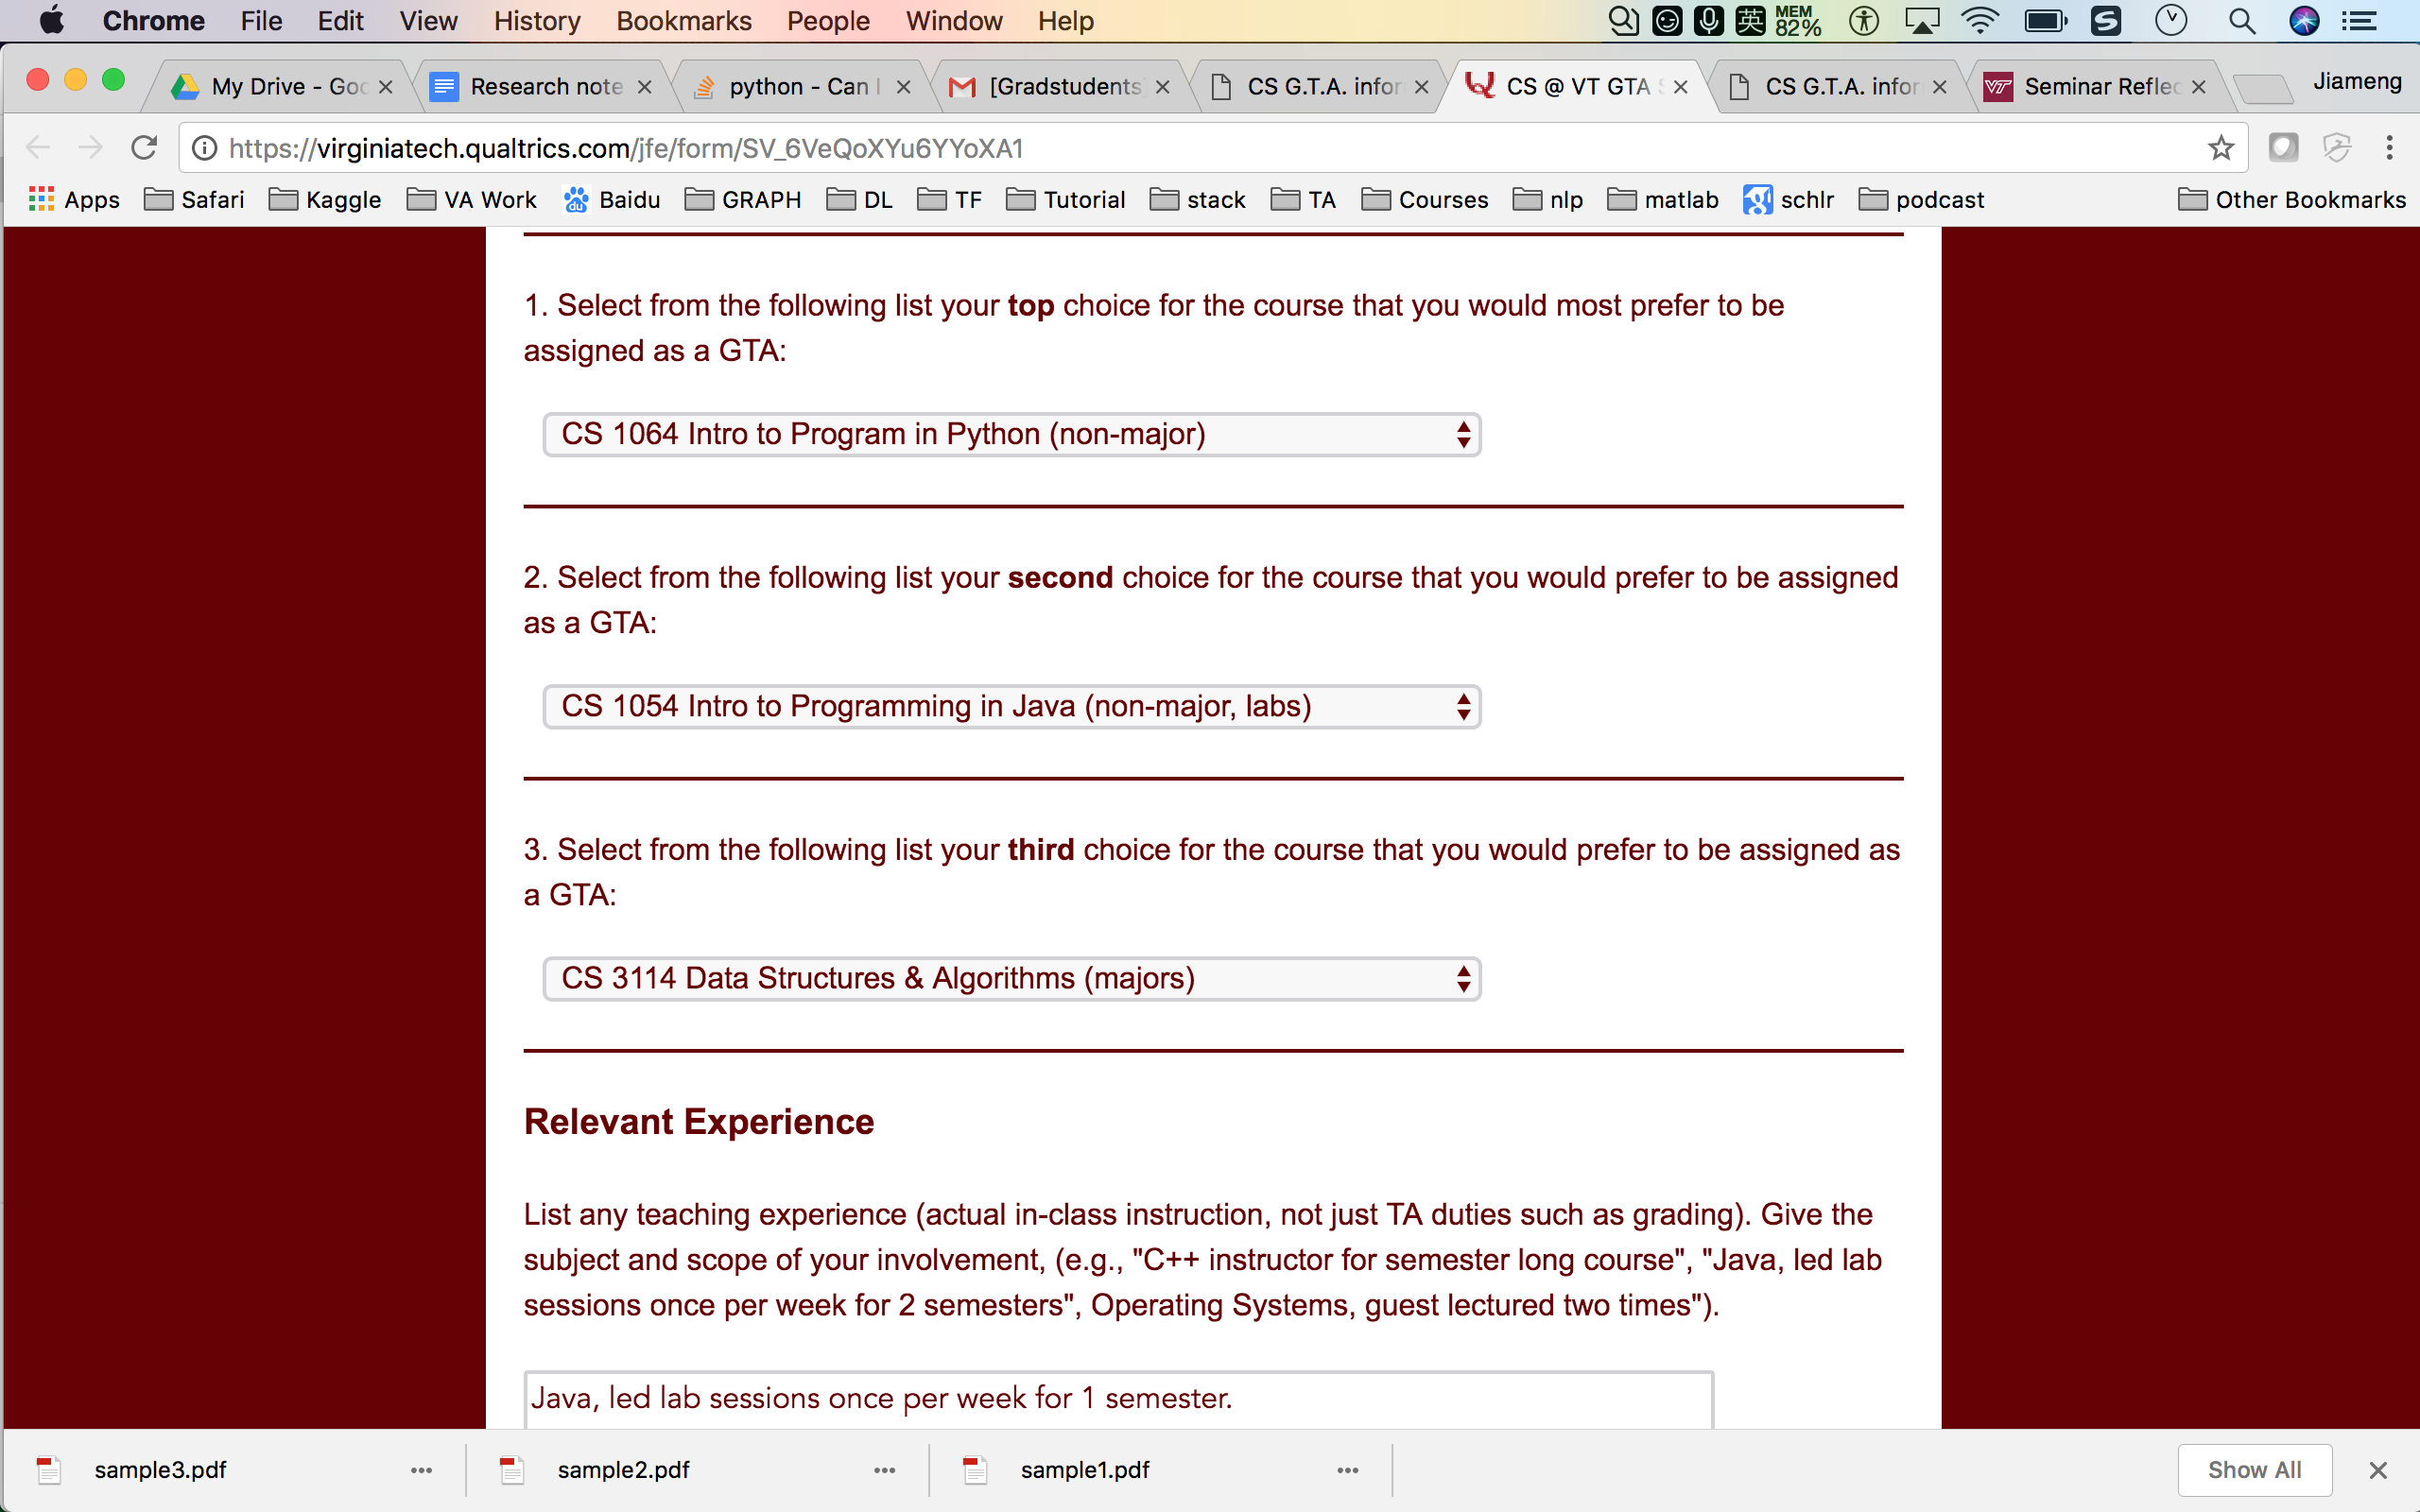 Chrome File Edit View History Bookmarks People Window Help 英 MEM 82%
My Drive - Goo Research note python - Can I [Gradstudents CS G.T.A. infor CS @ VT GTA S CS G.T.A. infor Seminar Reflec Jiameng
https://virginiatech.qualtrics.com/jfe/form/SV_6VeQoXYu6YYoXA1
Apps Safari Kaggle VA Work Baidu GRAPH DL TF Tutorial stack TA Courses nlp matlab schlr podcast Other Bookmarks
1. Select from the following list your top choice for the course that you would most prefer to be
assigned as a GTA:
CS 1064 Intro to Program in Python (non-major)
2. Select from the following list your second choice for the course that you would prefer to be assigned
as a GTA:
CS 1054 Intro to Programming in Java (non-major, labs)
3. Select from the following list your third choice for the course that you would prefer to be assigned as
a GTA:
CS 3114 Data Structures & Algorithms (majors)
Relevant Experience
List any teaching experience (actual in-class instruction, not just TA duties such as grading). Give the
subject and scope of your involvement, (e.g., "C++ instructor for semester long course", "Java, led lab
sessions once per week for 2 semesters", Operating Systems, guest lectured two times").
Java, led lab sessions once per week for 1 semester.
sample3.pdf sample2.pdf sample1.pdf Show All